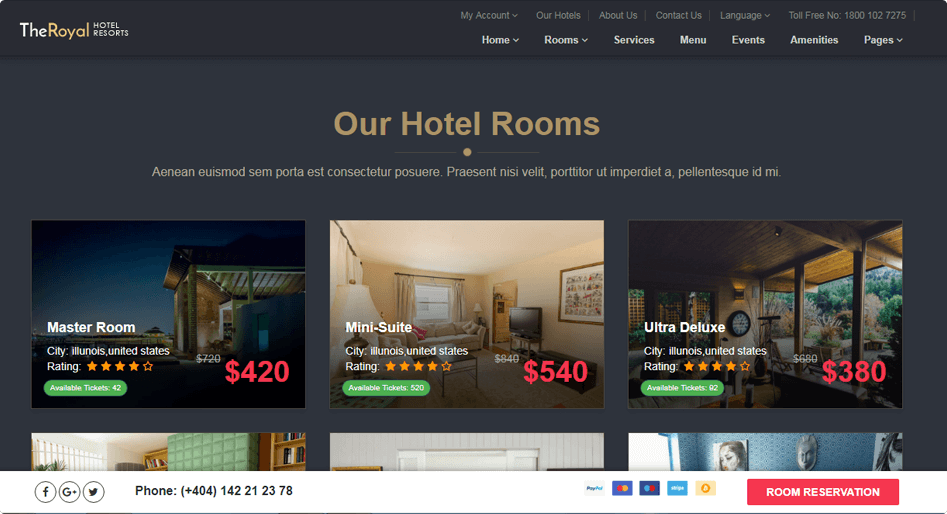 TheRoyal HOTEL RESORTS
My Account Our Hotels About Us Contact Us Language Toll Free No: 1800 102 7275
Home Rooms Services Menu Events Amenities Pages
Our Hotel Rooms
Aenean euismod sem porta est consectetur posuere. Praesent nisi velit, porttitor ut imperdiet a, pellentesque id mi.
Master Room
City: illunois,united states
Rating:
$720
$420
Available Tickets: 42
Mini-Suite
City: illunois,united states
Rating:
$840
$540
Available Tickets: 520
Ultra Deluxe
City: illunois,united states
Rating:
$680
$380
Available Tickets: 82
f G+
Phone: (+404) 142 21 23 78
PayPal
stripe
ROOM RESERVATION